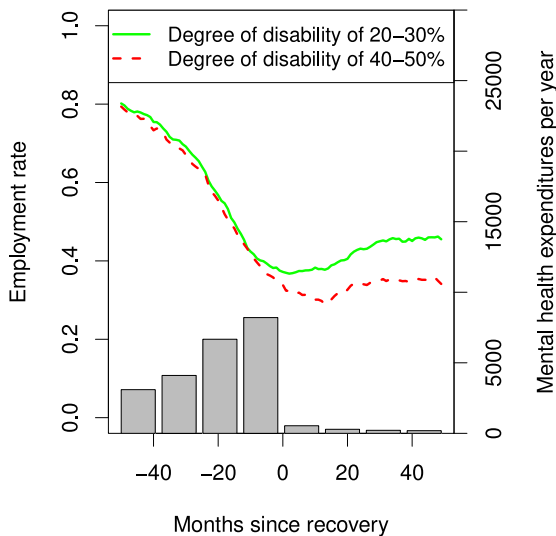 Degree of disability of 20−30%
Degree of disability of 40−50%
Employment rate
0.0 0.2 0.4 0.6 0.8 1.0
−40 −20 0 20 40
Months since recovery
0 5000 15000 25000
Mental health expenditures per year